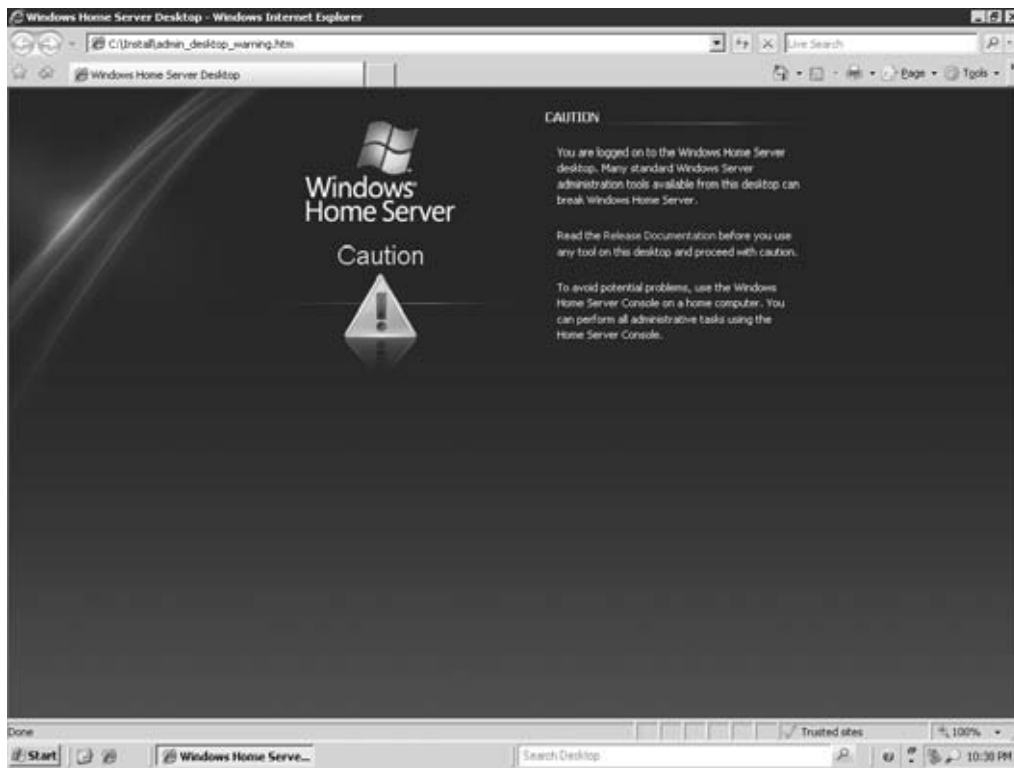 Windows Home Server Desktop - Windows Internet Explorer
C:\Install\admin_desktop_warning.htm
Live Search
Windows Home Server Desktop
Page
Tools
CAUTION
You are logged on to the Windows Home Server
desktop. Many standard Windows Server
administration tools available from this desktop can
break Windows Home Server.
Windows
Home Server
Read the Release Documentation before you use
any tool on this desktop and proceed with caution.
Caution
To avoid potential problems, use the Windows
Home Server Console on a home computer. You
can perform all administrative tasks using the
Home Server Console.
Done
Trusted sites
100%
Start
Windows Home Serve...
Search Desktop
10:38 PM